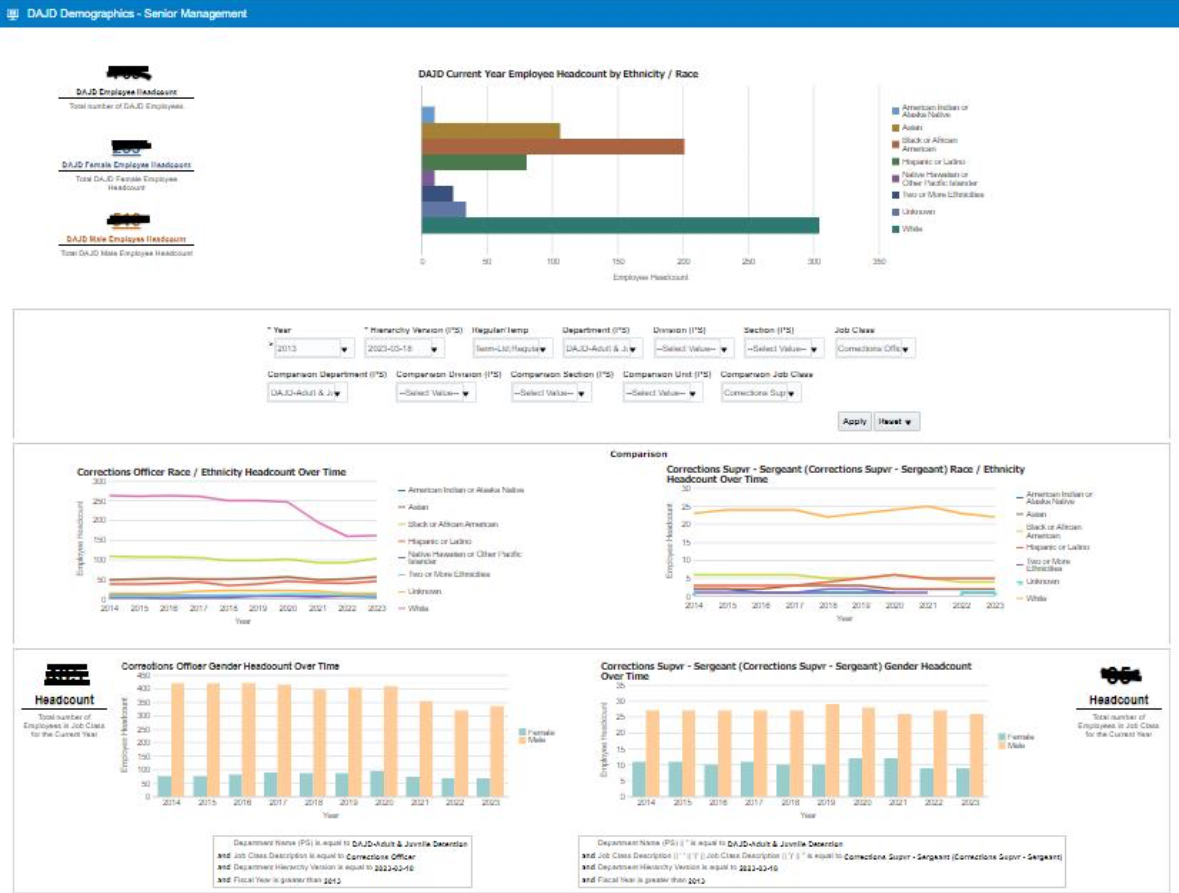 DAJD Demographics - Senior Management
DAJD Employee Headcount
Total number of DAJD Employees
DAJD Female Employee Headcount
Total DAJD Female Employee
Headcount
DAJD Male Employee Headcount
Total DAJD Male Employee Headcount
DAJD Current Year Employee Headcount by Ethnicity / Race
American Indian or
Alaska Native
Asian
Black or African
American
Hispanic or Latino
Native Hawaiian or
Other Pacific Islander
Two or More Ethnicities
Unknown
White
0 50 100 150 200 250 300 350
Employee Headcount
* Year * Hierarchy Version (PS) Regular/Temp Department (PS) Division (PS) Section (PS) Job Class
> 2013 2023-03-18 Term-Ltd;Regula DAJD-Adult & Ju --Select Value-- --Select Value-- Corrections Offic
Comparison Department (PS) Comparison Division (PS) Comparison Section (PS) Comparison Unit (PS) Comparison Job Class
DAJD-Adult & Ju --Select Value-- --Select Value-- --Select Value-- Corrections Supv
Apply Reset
Comparison
Corrections Officer Race / Ethnicity Headcount Over Time
300
250
200
150
100
50
0
Employee Headcount
2014 2015 2016 2017 2018 2019 2020 2021 2022 2023
Year
American Indian or Alaska Native
Asian
Black or African American
Hispanic or Latino
Native Hawaiian or Other Pacific
Islander
Two or More Ethnicities
Unknown
White
Corrections Supvr - Sergeant (Corrections Supvr - Sergeant) Race / Ethnicity
Headcount Over Time
30
25
20
15
10
5
0
Employee Headcount
2014 2015 2016 2017 2018 2019 2020 2021 2022 2023
Year
American Indian or
Alaska Native
Asian
Black or African
American
Hispanic or Latino
Two or More
Ethnicities
Unknown
White
Headcount
Total number of
Employees in Job Class
for the Current Year
Corrections Officer Gender Headcount Over Time
450
400
350
300
250
200
150
100
50
0
Employee Headcount
2014 2015 2016 2017 2018 2019 2020 2021 2022 2023
Year
Female
Male
Corrections Supvr - Sergeant (Corrections Supvr - Sergeant) Gender Headcount
Over Time
35
30
25
20
15
10
5
0
Employee Headcount
2014 2015 2016 2017 2018 2019 2020 2021 2022 2023
Year
Female
Male
Headcount
Total number of
Employees in Job Class
for the Current Year
Department Name (PS) is equal to DAJD-Adult & Juvnile Detention
and Job Class Description is equal to Corrections Officer
and Department Hierarchy Version is equal to 2023-03-18
and Fiscal Year is greater than 2013
Department Name (PS) || '' is equal to DAJD-Adult & Juvnile Detention
and Job Class Description || ' ' || '(' || Job Class Description || ')' || '' is equal to Corrections Supvr - Sergeant (Corrections Supvr - Sergeant)
and Department Hierarchy Version is equal to 2023-03-18
and Fiscal Year is greater than 2013